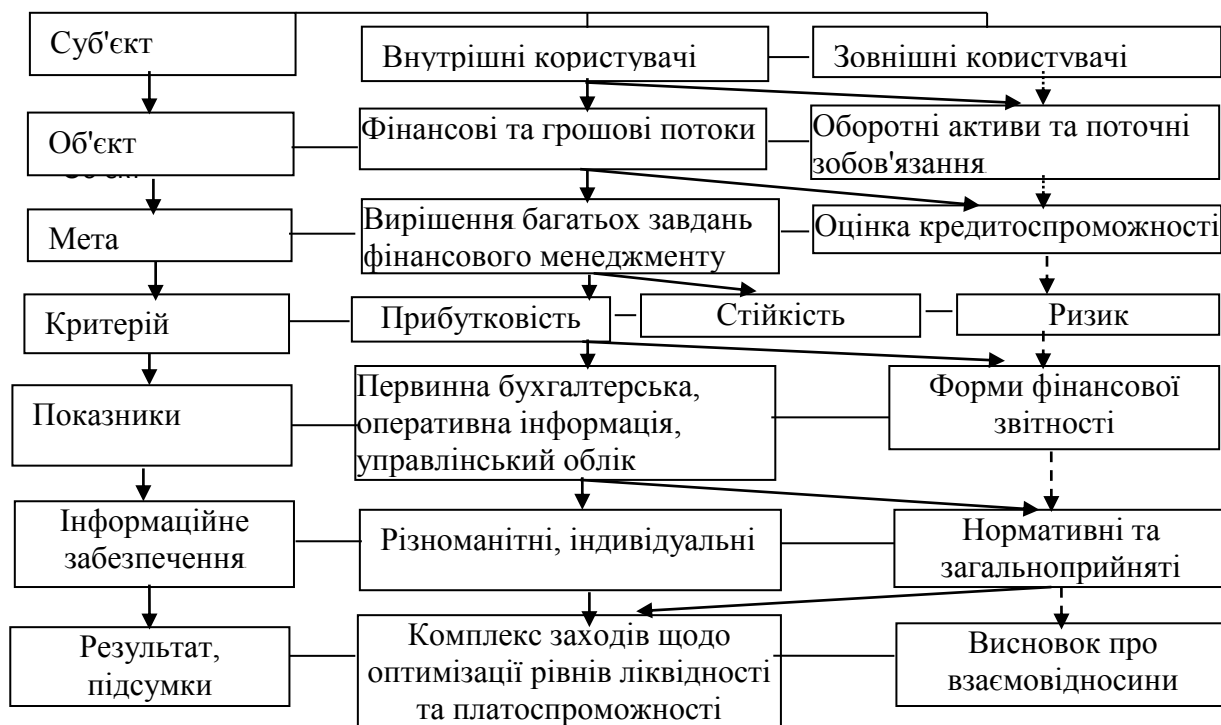 Суб'єкт
Внутрішні користувачі
Зовнішні користувачі
Об'єкт
Фінансові та грошові потоки
Оборотні активи та поточні
зобов'язання
Мета
Вирішення багатьох завдань
фінансового менеджменту
Оцінка кредитоспроможності
Критерій
Прибутковість
Стійкість
Ризик
Показники
Первинна бухгалтерська,
оперативна інформація,
управлінський облік
Форми фінансової
звітності
Інформаційне
забезпечення
Різноманітні, індивідуальні
Нормативні та
загальноприйняті
Результат,
підсумки
Комплекс заходів щодо
оптимізації рівнів ліквідності
та платоспроможності
Висновок про
взаємовідносини